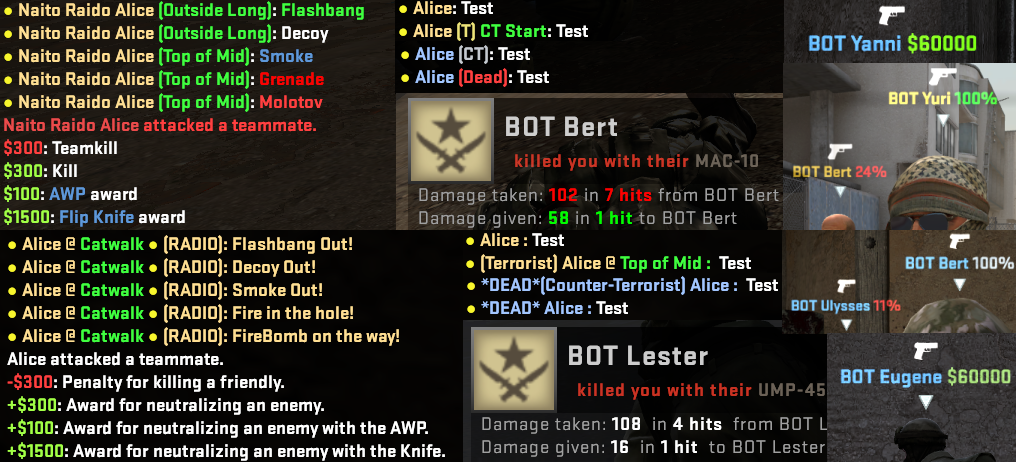 ● Naito Raido Alice (Outside Long): Flashbang
● Naito Raido Alice (Outside Long): Decoy
● Naito Raido Alice (Top of Mid): Smoke
● Naito Raido Alice (Top of Mid): Grenade
● Naito Raido Alice (Top of Mid): Molotov
Naito Raido Alice attacked a teammate.
$300: Teamkill
$300: Kill
$100: AWP award
$1500: Flip Knife award
● Alice: Test
● Alice (T) CT Start: Test
● Alice (CT): Test
● Alice (Dead): Test
BOT Bert
killed you with their MAC-10
Damage taken: 102 in 7 hits from BOT Bert
Damage given: 58 in 1 hit to BOT Bert
BOT Yanni $60000
BOT Yuri 100%
BOT Bert 24%
● Alice @ Catwalk ● (RADIO): Flashbang Out!
● Alice @ Catwalk ● (RADIO): Decoy Out!
● Alice @ Catwalk ● (RADIO): Smoke Out!
● Alice @ Catwalk ● (RADIO): Fire in the hole!
● Alice @ Catwalk ● (RADIO): FireBomb on the way!
Alice attacked a teammate.
-$300: Penalty for killing a friendly.
+$300: Award for neutralizing an enemy.
+$100: Award for neutralizing an enemy with the AWP.
+$1500: Award for neutralizing an enemy with the Knife.
● Alice : Test
● (Terrorist) Alice @ Top of Mid : Test
● *DEAD*(Counter-Terrorist) Alice : Test
● *DEAD* Alice : Test
BOT Lester
killed you with their UMP-45
Damage taken: 108 in 4 hits from BOT L
Damage given: 16 in 1 hit to BOT Lester
BOT Bert 100%
BOT Ulysses 11%
BOT Eugene $60000